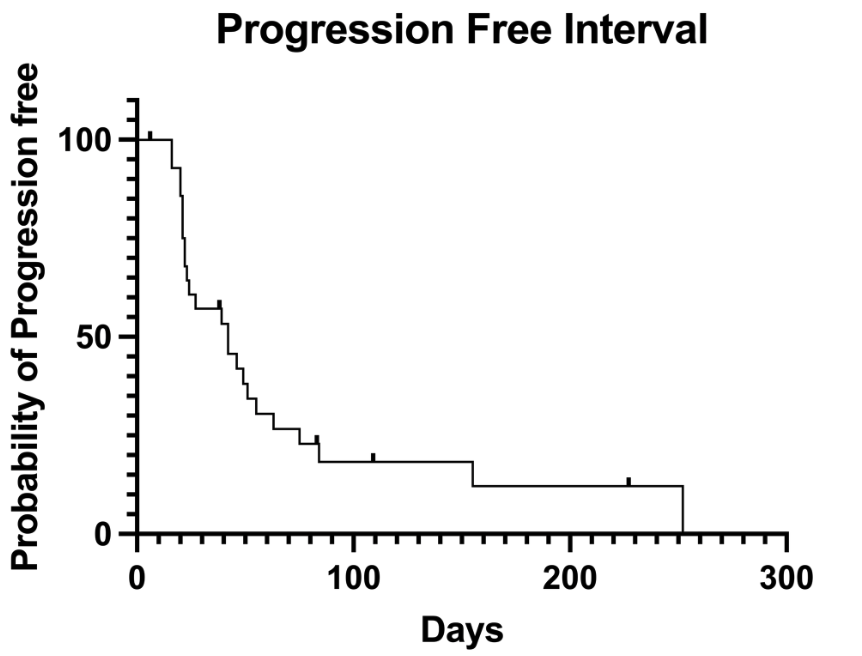 Progression Free Interval
Probability of Progression free
100
50
0
0 100 200 300
Days